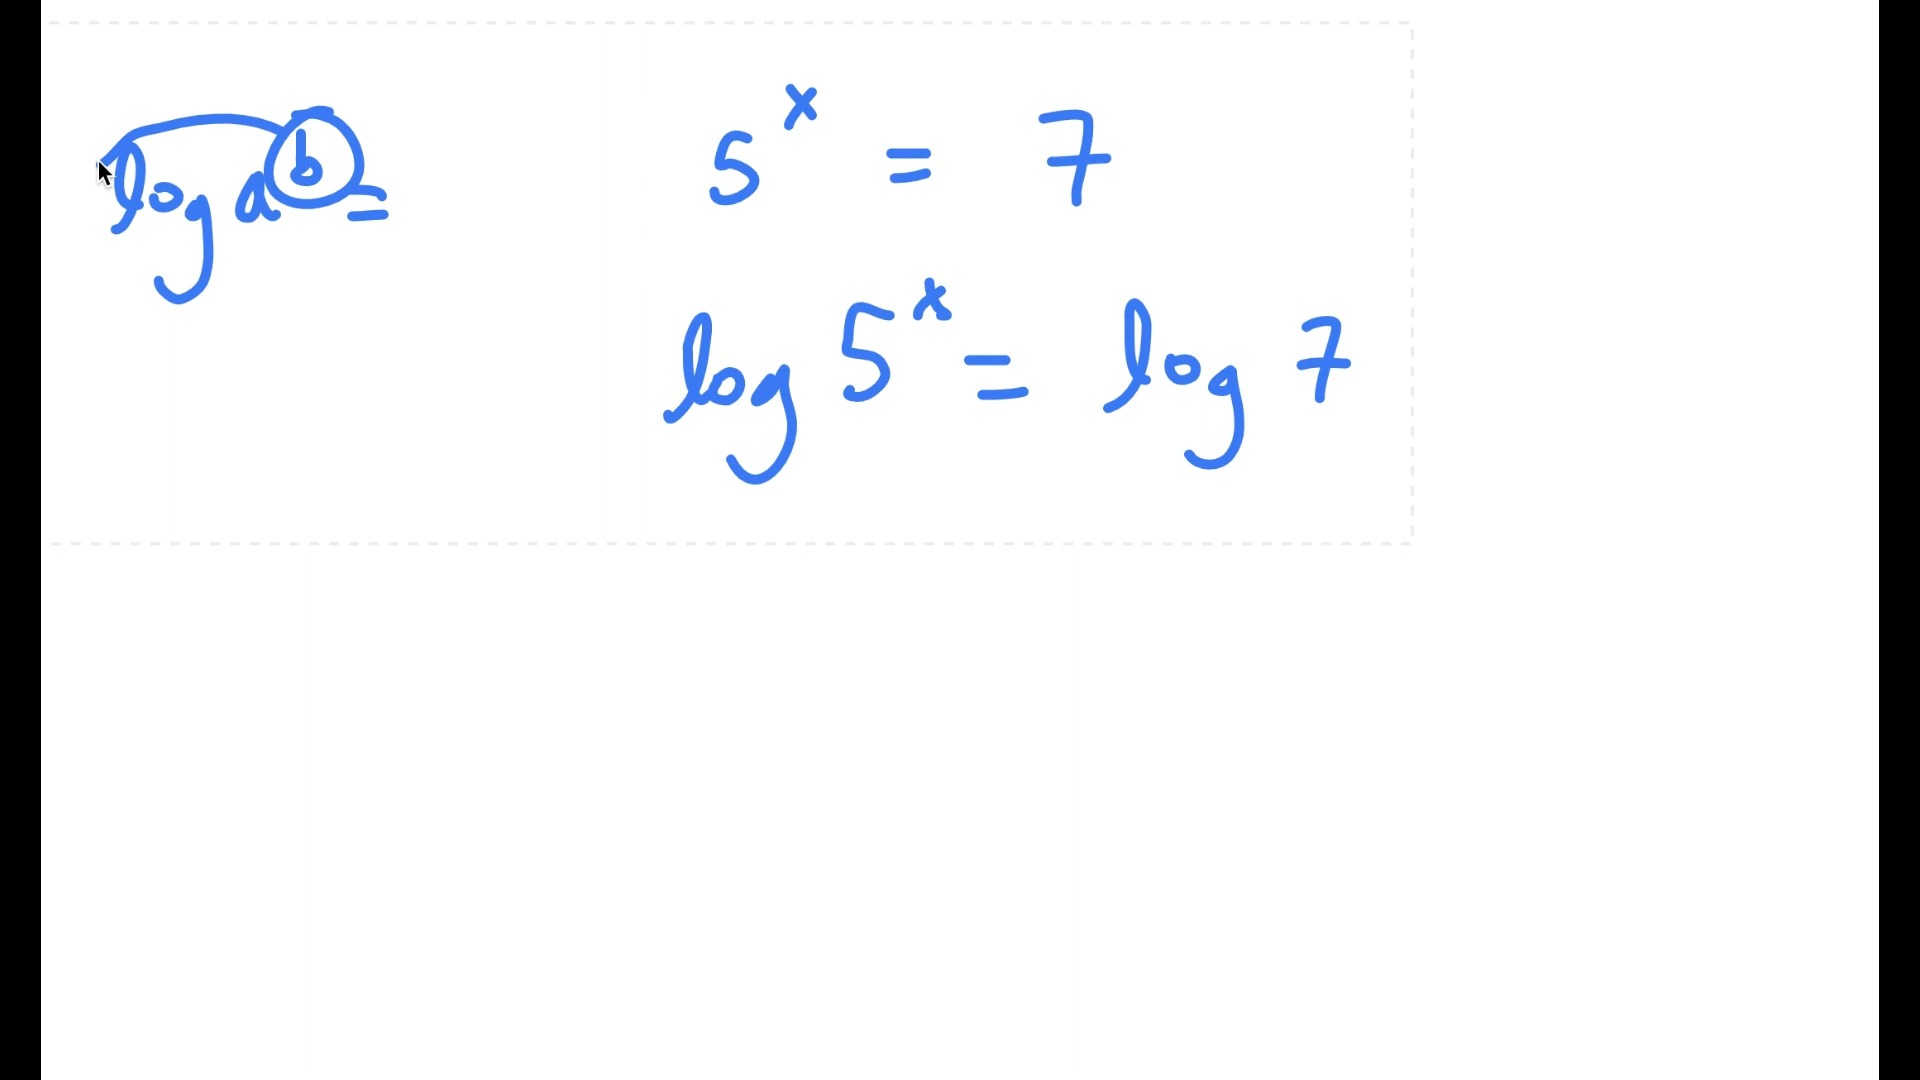 log a^b =
5^x = 7
log 5^x = log 7